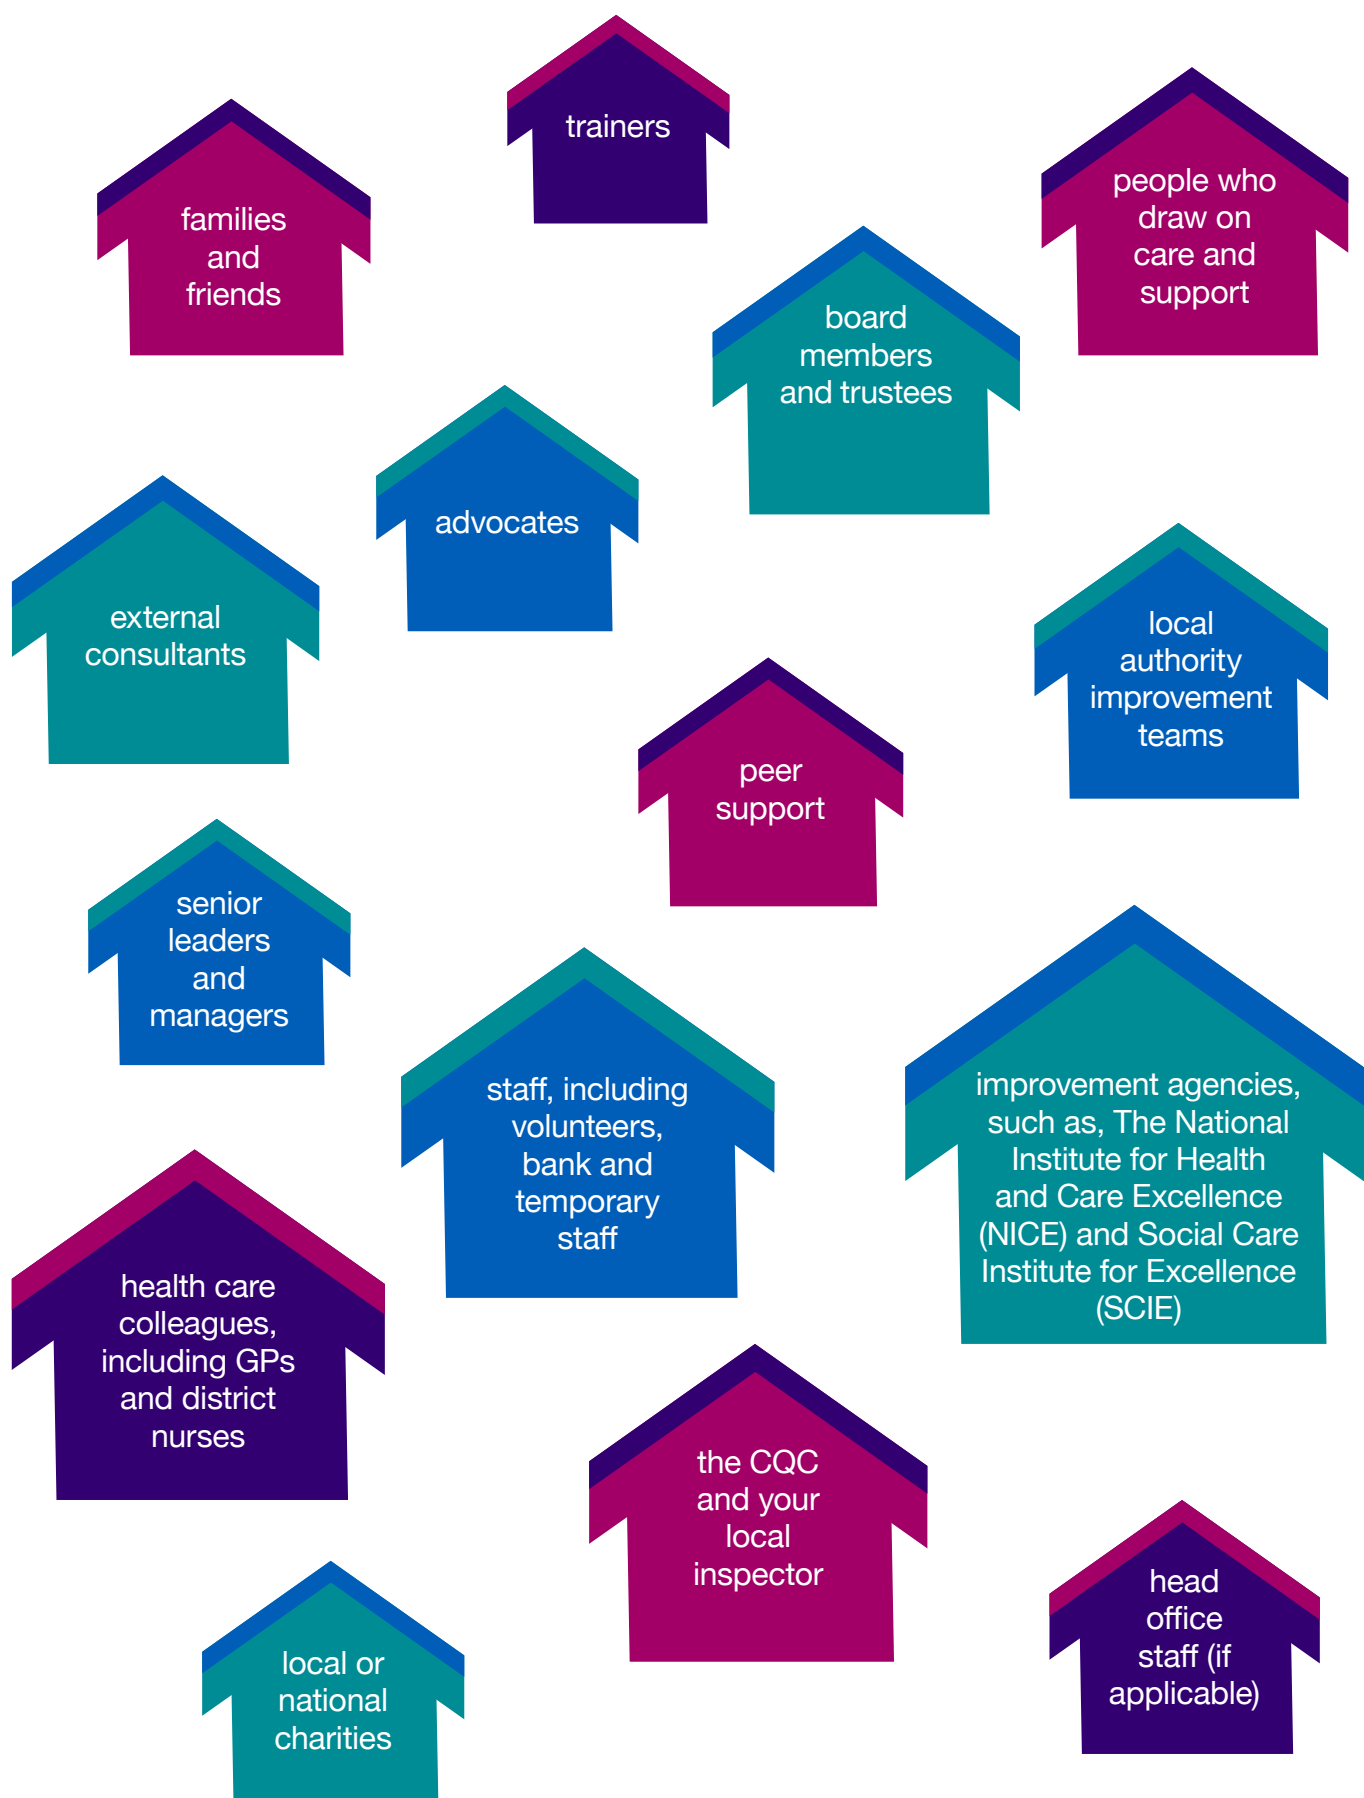 trainers
families
and
friends
people who
draw on
care and
support
board
members
and trustees
advocates
external
consultants
local
authority
improvement
teams
peer
support
senior
leaders
and
managers
staff, including
volunteers,
bank and
temporary
staff
improvement agencies,
such as, The National
Institute for Health
and Care Excellence
(NICE) and Social Care
Institute for Excellence
(SCIE)
health care
colleagues,
including GPs
and district
nurses
the CQC
and your
local
inspector
head
office
staff (if
applicable)
local or
national
charities